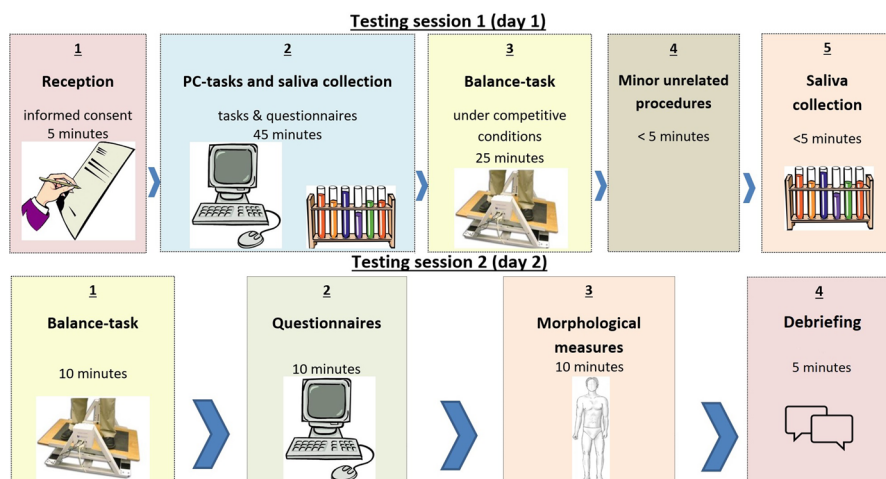 Testing session 1 (day 1)
1
Reception
informed consent
5 minutes
2
PC-tasks and saliva collection
tasks & questionnaires
45 minutes
3
Balance-task
under competitive
conditions
25 minutes
4
Minor unrelated
procedures
< 5 minutes
5
Saliva
collection
<5 minutes
Testing session 2 (day 2)
1
Balance-task
10 minutes
2
Questionnaires
10 minutes
3
Morphological
measures
10 minutes
4
Debriefing
5 minutes